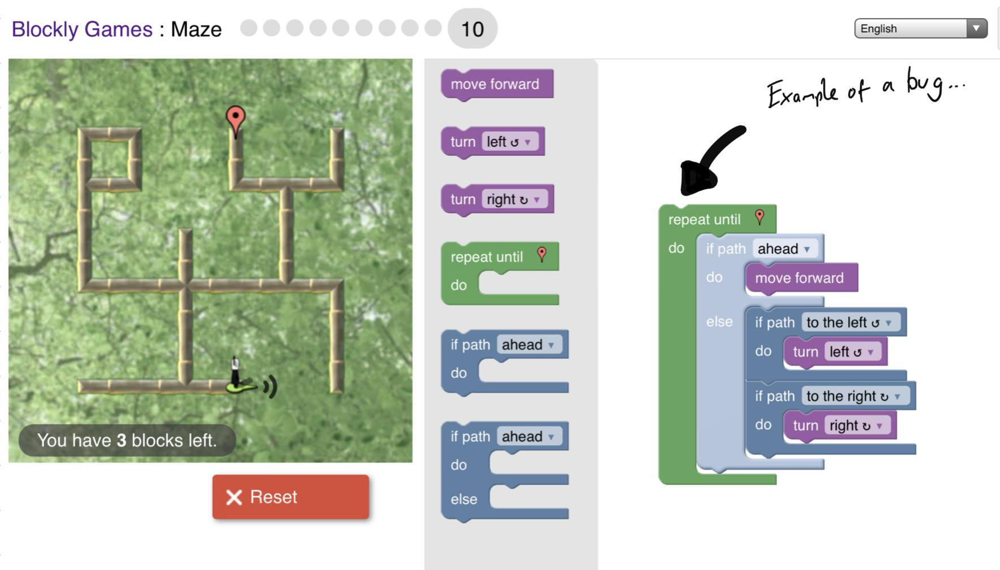 Blockly Games : Maze
10
English
Example of a bug...
move forward
turn left ↺ ▼
turn right ↻ ▼
repeat until
do
if path ahead ▼
do
if path ahead ▼
do
else
repeat until
do
if path ahead ▼
do
move forward
else
if path to the left ↺ ▼
do
turn left ↺ ▼
if path to the right ↻ ▼
do
turn right ↻ ▼
You have 3 blocks left.
Reset